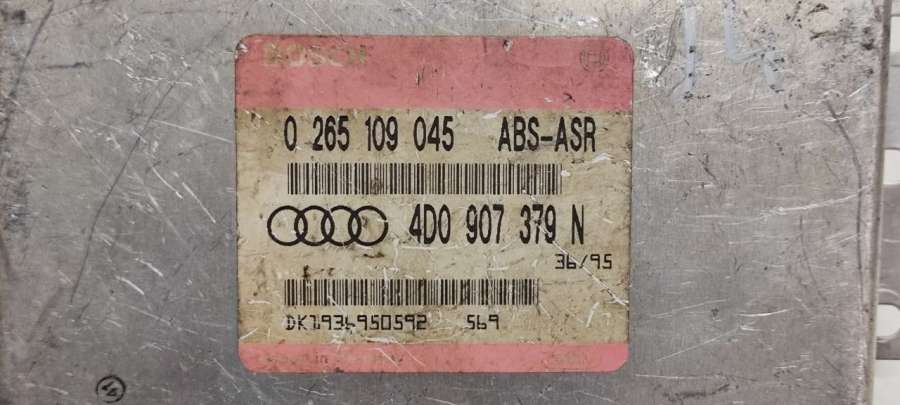 BOSCH
0 265 109 045 ABS-ASR
4D0 907 379 N
36/95
DK1936950592 569